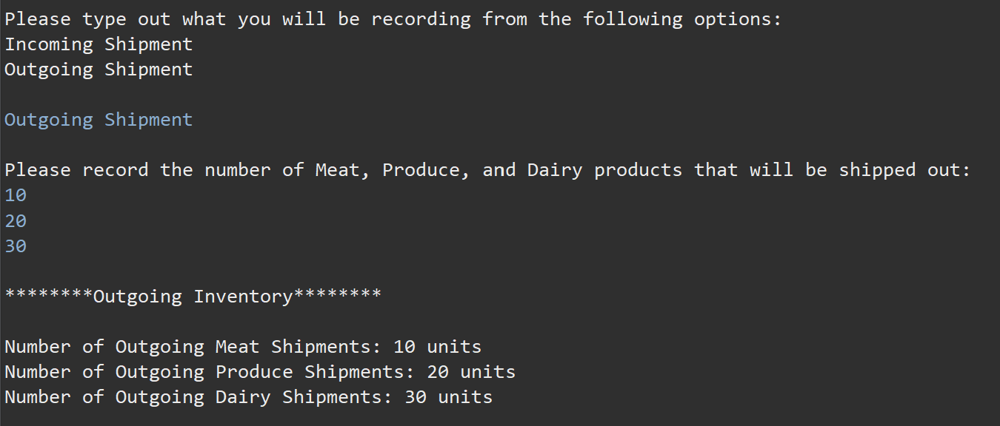 Please type out what you will be recording from the following options:
Incoming Shipment
Outgoing Shipment
Outgoing Shipment
Please record the number of Meat, Produce, and Dairy products that will be shipped out:
10
20
30
********Outgoing Inventory********
Number of Outgoing Meat Shipments: 10 units
Number of Outgoing Produce Shipments: 20 units
Number of Outgoing Dairy Shipments: 30 units